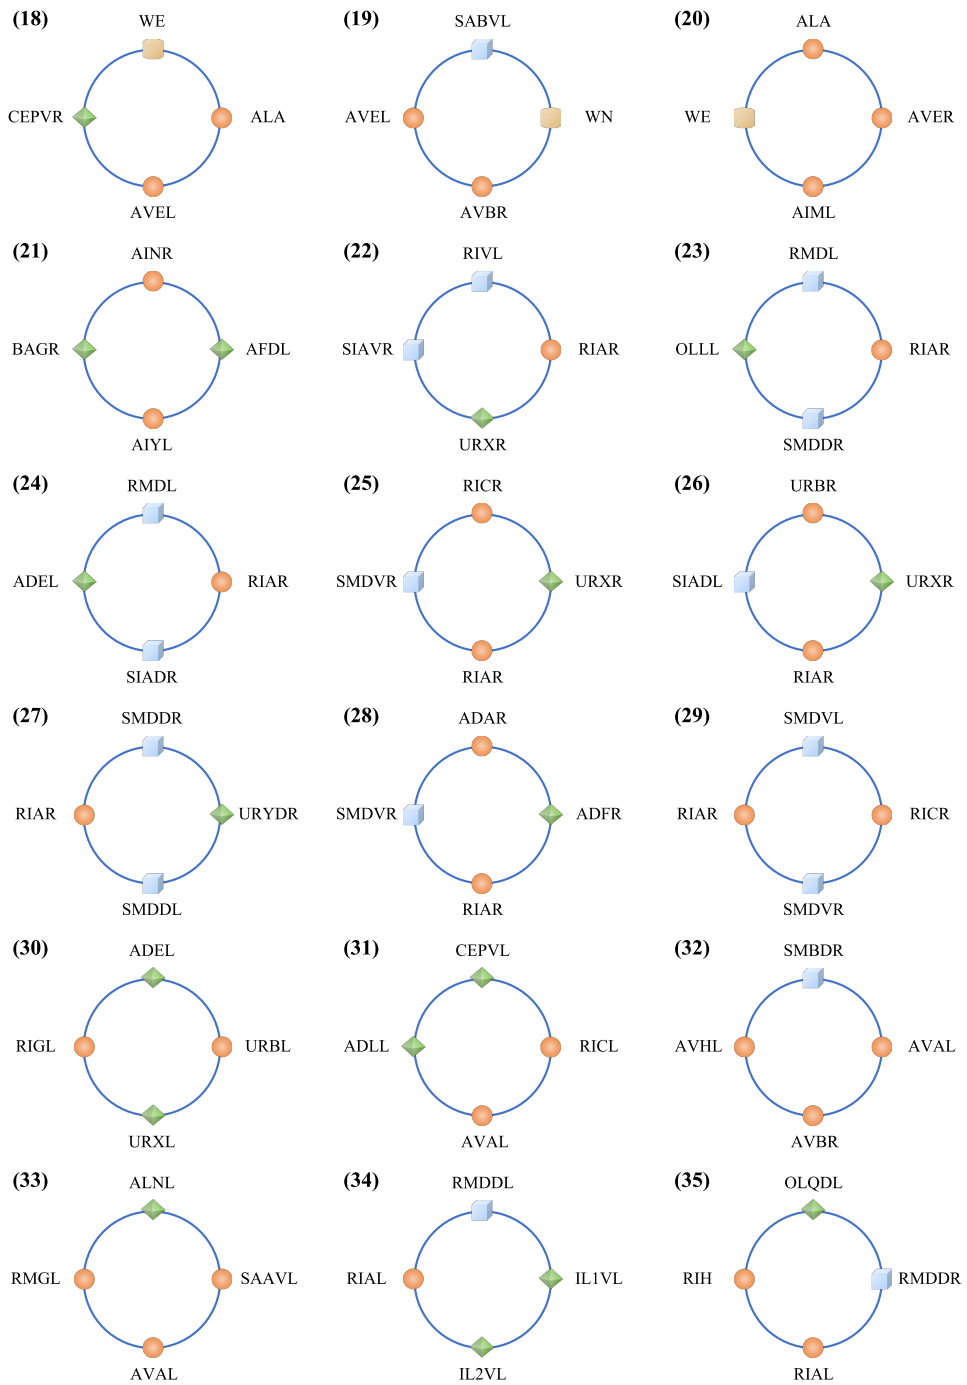 (18) WE
CEPVR ALA
AVEL
(19) SABVL
AVEL WN
AVBR
(20) ALA
WE AVER
AIML
(21) AINR
BAGR AFDL
AIYL
(22) RIVL
SIAVR RIAR
URXR
(23) RMDL
OLLL RIAR
SMDDR
(24) RMDL
ADEL RIAR
SIADR
(25) RICR
SMDVR URXR
RIAR
(26) URBR
SIADL URXR
RIAR
(27) SMDDR
RIAR URYDR
SMDDL
(28) ADAR
SMDVR ADFR
RIAR
(29) SMDVL
RIAR RICR
SMDVR
(30) ADEL
RIGL URBL
URXL
(31) CEPVL
ADLL RICL
AVAL
(32) SMBDR
AVHL AVAL
AVBR
(33) ALNL
RMGL SAAVL
AVAL
(34) RMDDL
RIAL IL1VL
IL2VL
(35) OLQDL
RIH RMDDR
RIAL